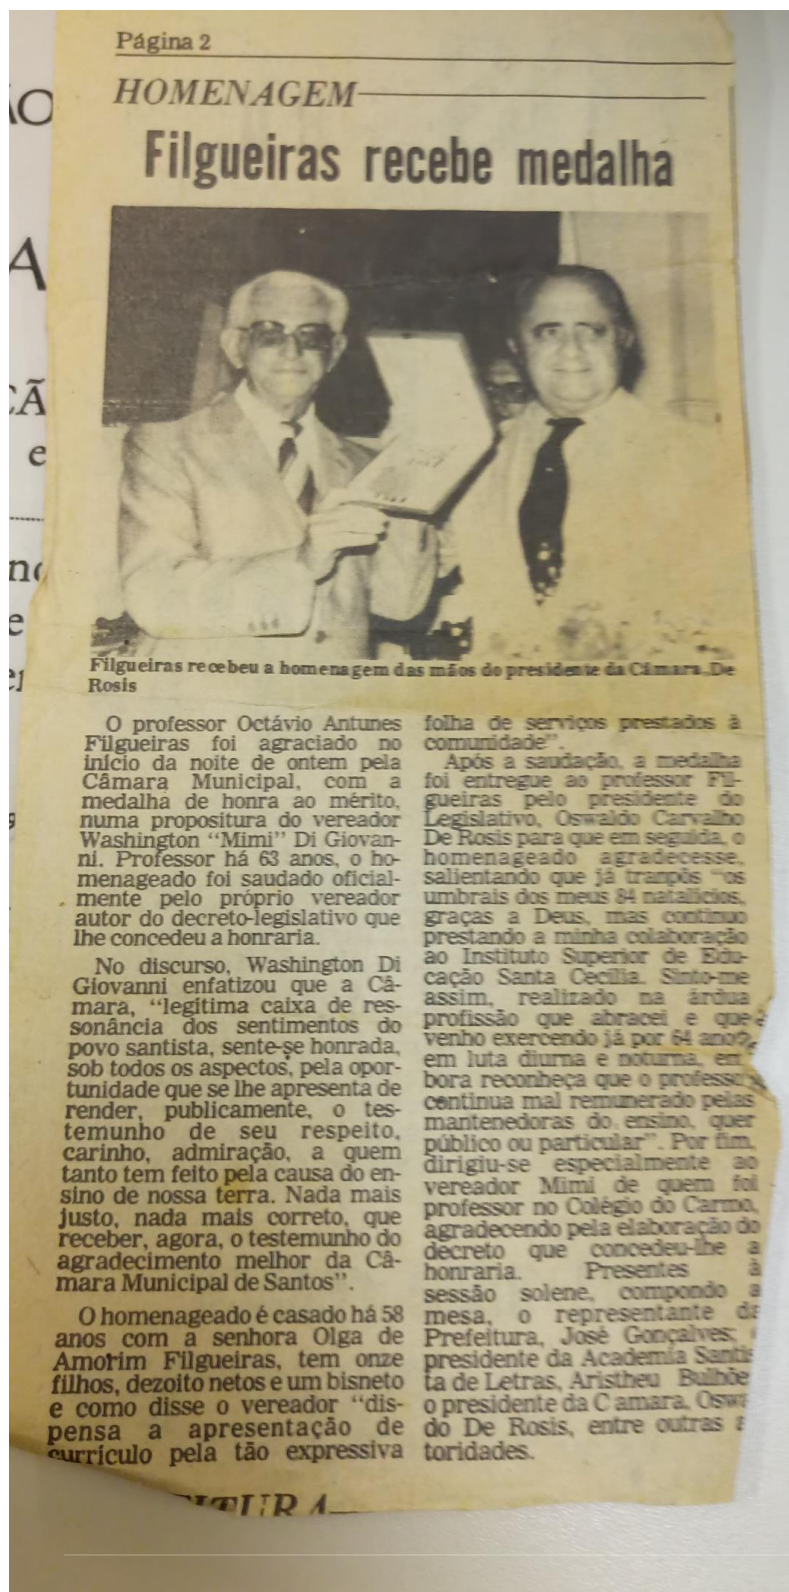 Página 2
HOMENAGEM
Filgueiras recebe medalha
Filgueiras recebeu a homenagem das mãos do presidente da Câmara, De
Rosis
O professor Octávio Antunes
Filgueiras foi agraciado no
início da noite de ontem pela
Câmara Municipal, com a
medalha de honra ao mérito,
numa propositura do vereador
Washington "Mimi" Di Giovan-
ni. Professor há 63 anos, o ho-
menageado foi saudado oficial-
mente pelo próprio vereador
autor do decreto-legislativo que
lhe concedeu a honraria.
No discurso, Washington Di
Giovanni enfatizou que a Câ-
mara, "legítima caixa de res-
sonância dos sentimentos do
povo santista, sente-se honrada,
sob todos os aspectos, pela opor-
tunidade que se lhe apresenta de
render, publicamente, o tes-
temunho de seu respeito,
carinho, admiração, a quem
tanto tem feito pela causa do en-
sino de nossa terra. Nada mais
justo, nada mais correto, que
receber, agora, o testemunho do
agradecimento melhor da Câ-
mara Municipal de Santos".
O homenageado é casado há 58
anos com a senhora Olga de
Amorim Filgueiras, tem onze
filhos, dezoito netos e um bisneto
e como disse o vereador "dis-
pensa a apresentação de
currículo pela tão expressiva
folha de serviços prestados à
comunidade".
Após a saudação, a medalha
foi entregue ao professor Fil-
gueiras pelo presidente do
Legislativo, Oswaldo Carvalho
De Rosis para que em seguida, o
homenageado agradecesse,
salientando que já tranpôs "os
umbrais dos meus 84 natalícios,
graças a Deus, mas continuo
prestando a minha colaboração
ao Instituto Superior de Edu-
cação Santa Cecília. Sinto-me
assim, realizado na árdua
profissão que abracei e que
venho exercendo já por 64 anos,
em luta diurna e noturna, em
bora reconheça que o professor
continua mal remunerado pelas
mantenedoras do ensino, quer
público ou particular". Por fim,
dirigiu-se especialmente ao
vereador Mimi de quem foi
professor no Colégio do Carmo,
agradecendo pela elaboração do
decreto que concedeu-lhe a
honraria. Presentes à
sessão solene, compondo a
mesa, o representante da
Prefeitura, José Gonçalves;
presidente da Academia Santis
ta de Letras, Aristheu Bulhõe
o presidente da Camara, Osw
do De Rosis, entre outras a
toridades.